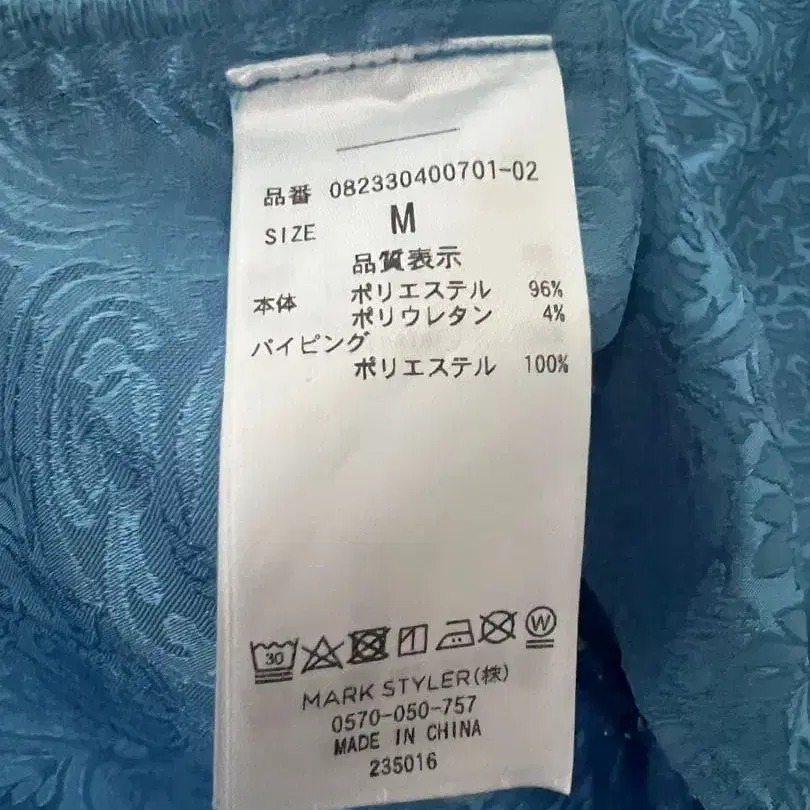 品番 082330400701-02
SIZE M
品質表示
本体 ポリエステル 96%
ポリウレタン 4%
パイピング
ポリエステル 100%
30 W
MARK STYLER(株)
0570-050-757
MADE IN CHINA
235016